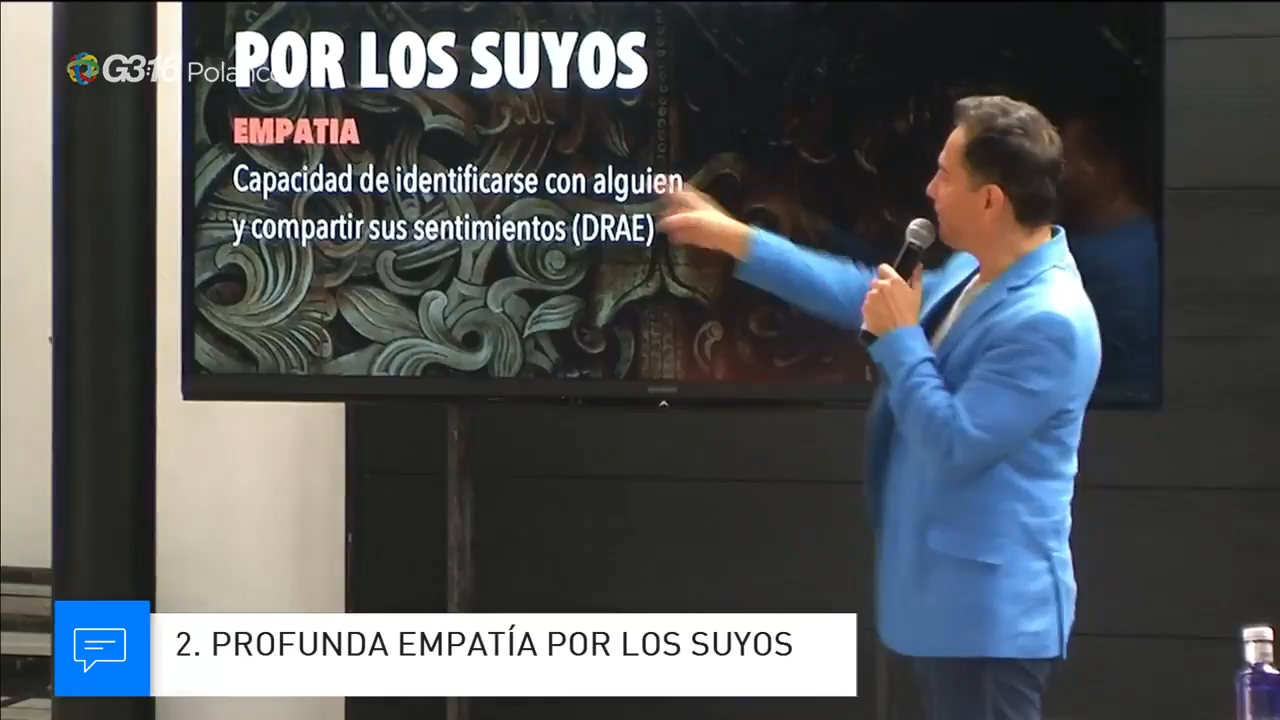 G3:16 Polanco
POR LOS SUYOS
EMPATIA
Capacidad de identificarse con alguien
y compartir sus sentimientos (DRAE)
2. PROFUNDA EMPATÍA POR LOS SUYOS